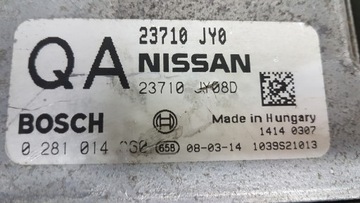 23710 JY0
QA NISSAN
23710 JY08D
BOSCH Made in Hungary
1414 0307
0 281 014 658 08-03-14 1039S21013